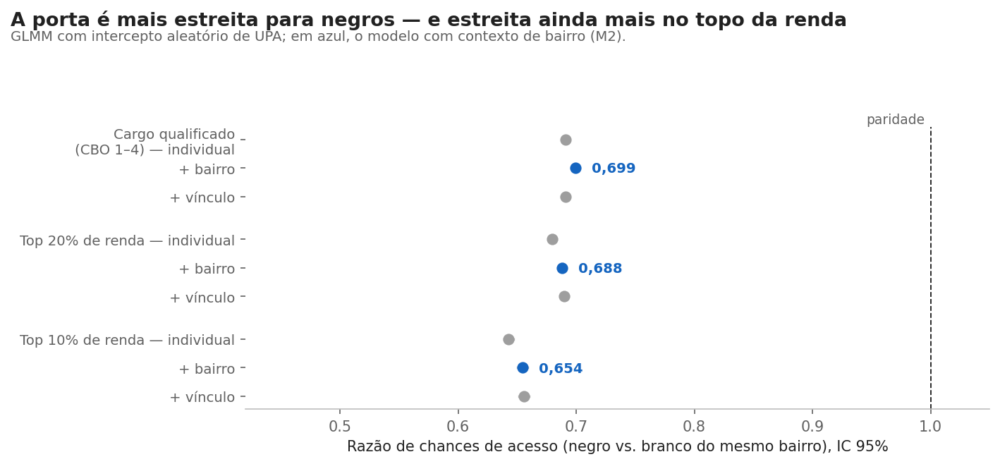 A porta é mais estreita para negros — e estreita ainda mais no topo da renda
GLMM com intercepto aleatório de UPA; em azul, o modelo com contexto de bairro (M2).
paridade
Cargo qualificado
(CBO 1–4) — individual
+ bairro
0,699
+ vínculo
Top 20% de renda — individual
+ bairro
0,688
+ vínculo
Top 10% de renda — individual
+ bairro
0,654
+ vínculo
0.5 0.6 0.7 0.8 0.9 1.0
Razão de chances de acesso (negro vs. branco do mesmo bairro), IC 95%